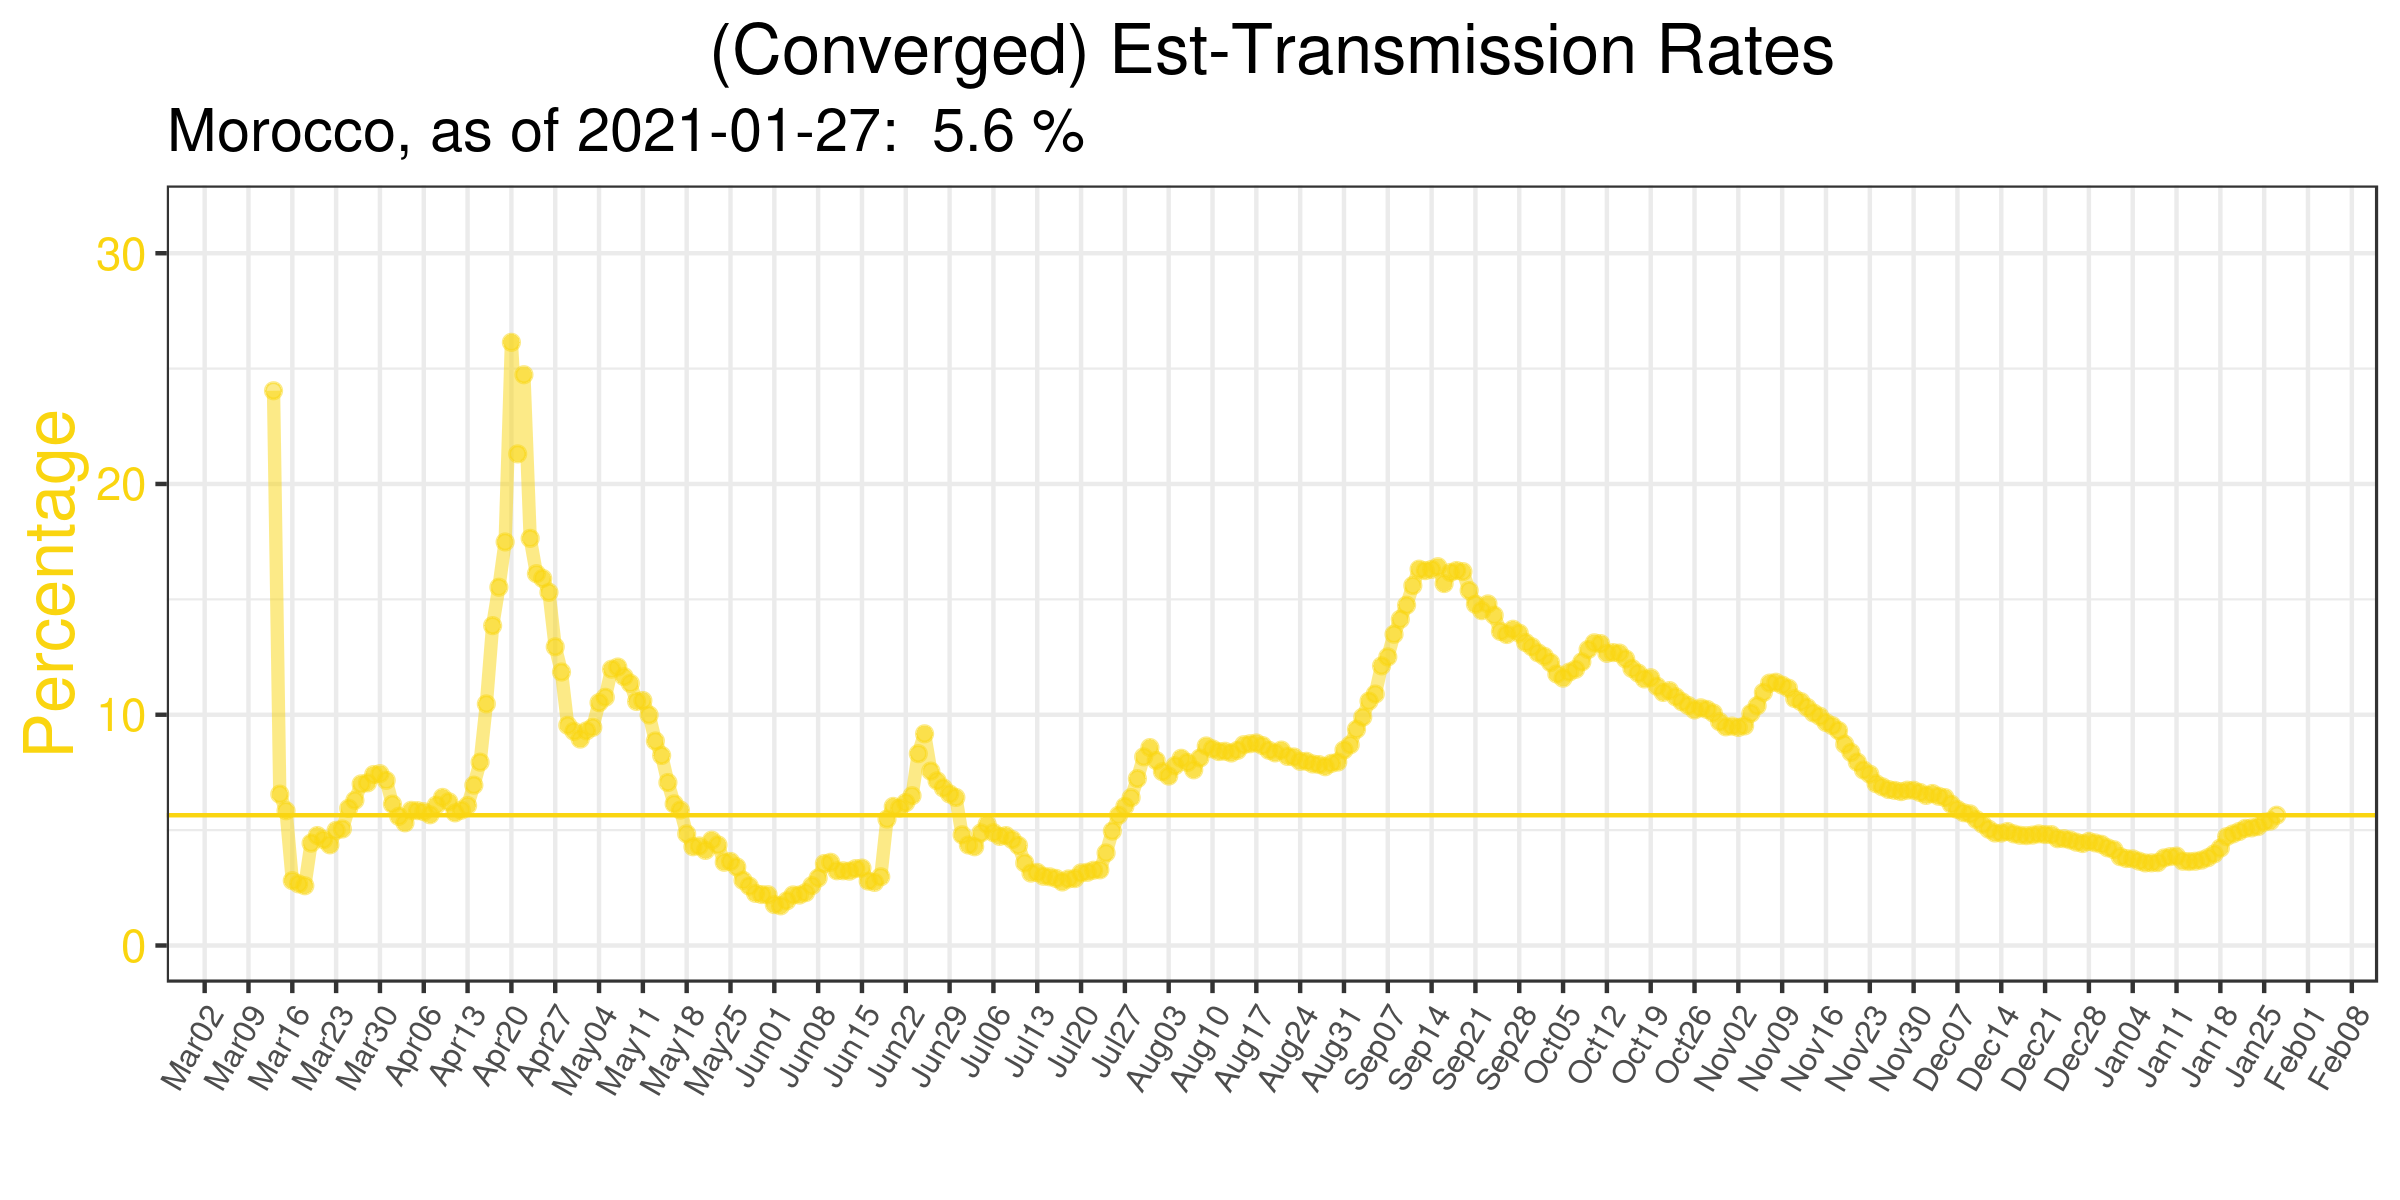 (Converged) Est-Transmission Rates
Morocco, as of 2021-01-27:  5.6 %
Percentage
30
20
10
0
Mar02
Mar09
Mar16
Mar23
Mar30
Apr06
Apr13
Apr20
Apr27
May04
May11
May18
May25
Jun01
Jun08
Jun15
Jun22
Jun29
Jul06
Jul13
Jul20
Jul27
Aug03
Aug10
Aug17
Aug24
Aug31
Sep07
Sep14
Sep21
Sep28
Oct05
Oct12
Oct19
Oct26
Nov02
Nov09
Nov16
Nov23
Nov30
Dec07
Dec14
Dec21
Dec28
Jan04
Jan11
Jan18
Jan25
Feb01
Feb08